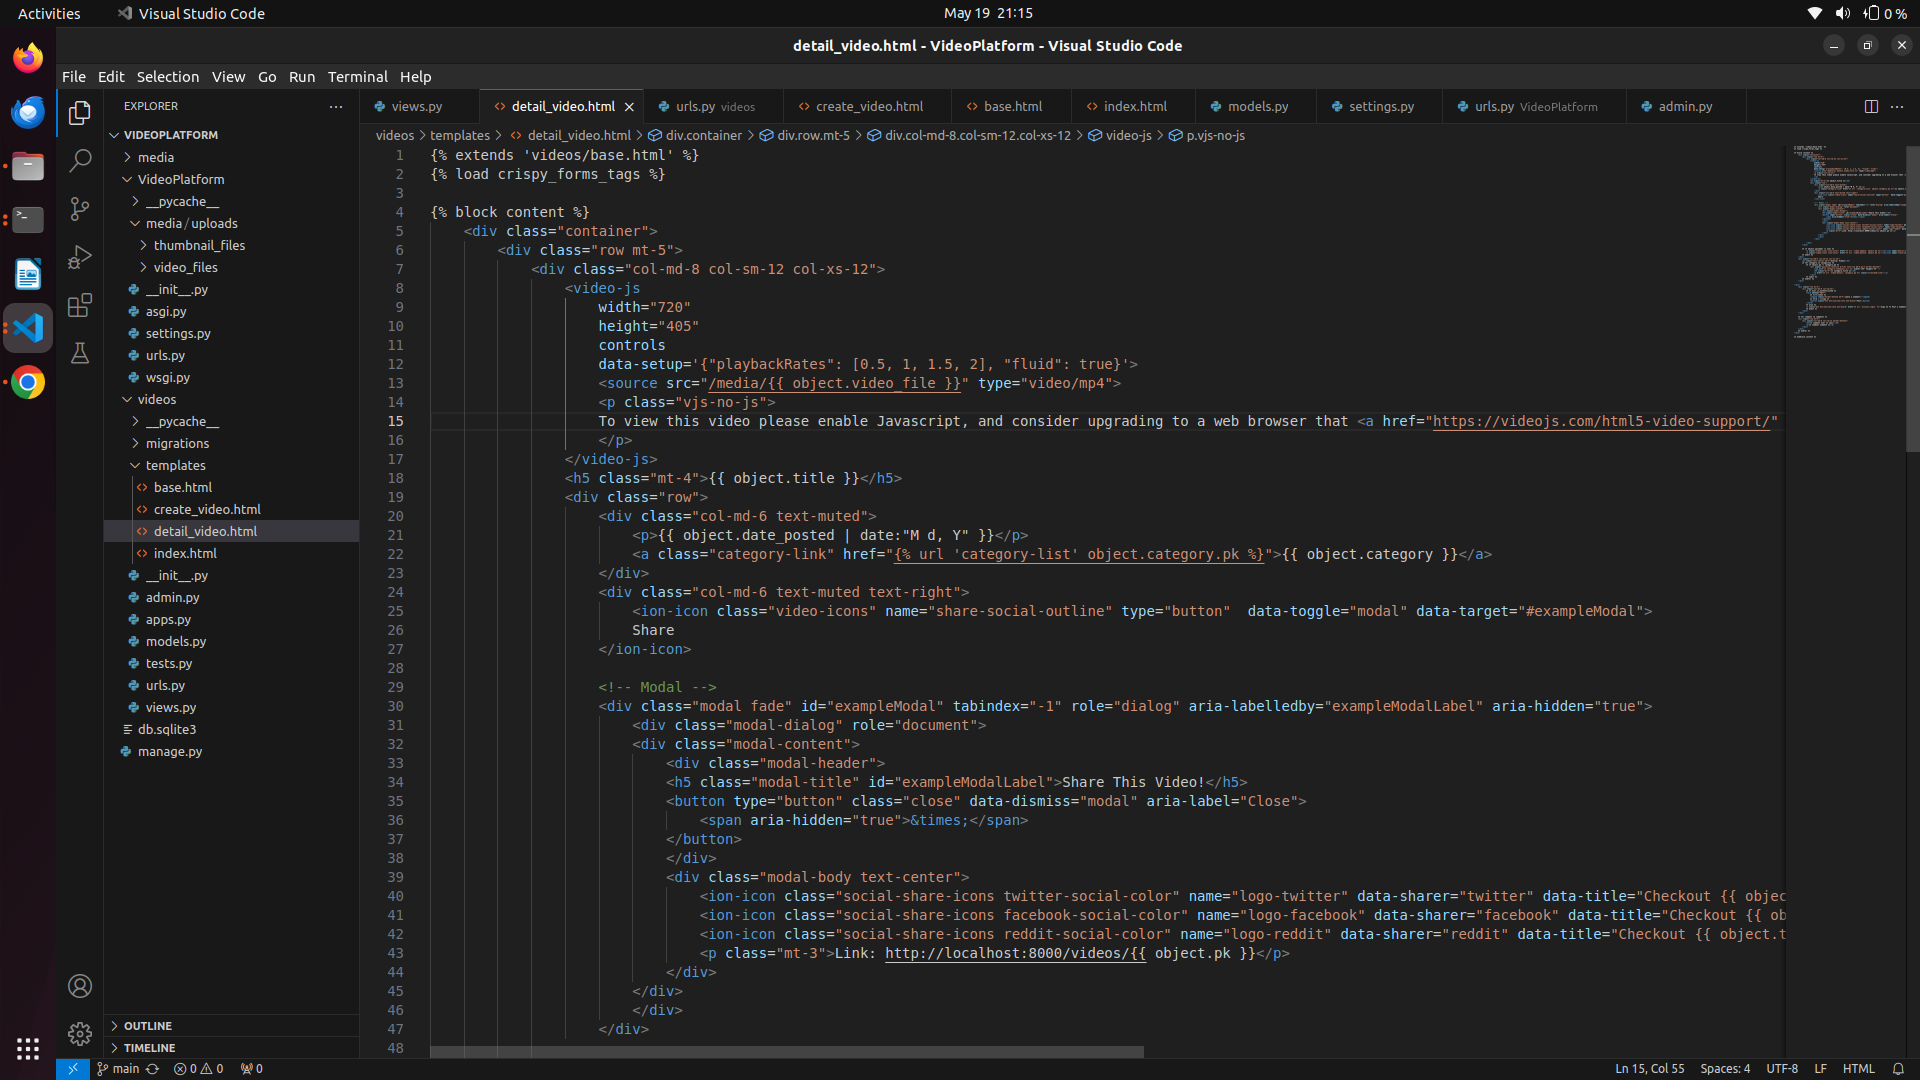 Activities
Visual Studio Code
May 19 21:15
0 %
detail_video.html - VideoPlatform - Visual Studio Code
File Edit Selection View Go Run Terminal Help
EXPLORER
views.py
detail_video.html
urls.py videos
create_video.html
base.html
index.html
models.py
settings.py
urls.py VideoPlatform
admin.py
videos > templates > detail_video.html > div.container > div.row.mt-5 > div.col-md-8.col-sm-12.col-xs-12 > video-js > p.vjs-no-js
VIDEOPLATFORM
media
VideoPlatform
__pycache__
media/uploads
thumbnail_files
video_files
__init__.py
asgi.py
settings.py
urls.py
wsgi.py
videos
__pycache__
migrations
templates
base.html
create_video.html
detail_video.html
index.html
__init__.py
admin.py
apps.py
models.py
tests.py
urls.py
views.py
db.sqlite3
manage.py
OUTLINE
TIMELINE
1 {% extends 'videos/base.html' %}
2 {% load crispy_forms_tags %}
3
4 {% block content %}
5 <div class="container">
6 <div class="row mt-5">
7 <div class="col-md-8 col-sm-12 col-xs-12">
8 <video-js
9 width="720"
10 height="405"
11 controls
12 data-setup='{"playbackRates": [0.5, 1, 1.5, 2], "fluid": true}'>
13 <source src="/media/{{ object.video_file }}" type="video/mp4">
14 <p class="vjs-no-js">
15 To view this video please enable Javascript, and consider upgrading to a web browser that <a href="https://videojs.com/html5-video-support/"
16 </p>
17 </video-js>
18 <h5 class="mt-4">{{ object.title }}</h5>
19 <div class="row">
20 <div class="col-md-6 text-muted">
21 <p>{{ object.date_posted | date:"M d, Y" }}</p>
22 <a class="category-link" href="{% url 'category-list' object.category.pk %}">{{ object.category }}</a>
23 </div>
24 <div class="col-md-6 text-muted text-right">
25 <ion-icon class="video-icons" name="share-social-outline" type="button"  data-toggle="modal" data-target="#exampleModal">
26 Share
27 </ion-icon>
28
29 <!-- Modal -->
30 <div class="modal fade" id="exampleModal" tabindex="-1" role="dialog" aria-labelledby="exampleModalLabel" aria-hidden="true">
31 <div class="modal-dialog" role="document">
32 <div class="modal-content">
33 <div class="modal-header">
34 <h5 class="modal-title" id="exampleModalLabel">Share This Video!</h5>
35 <button type="button" class="close" data-dismiss="modal" aria-label="Close">
36 <span aria-hidden="true">&times;</span>
37 </button>
38 </div>
39 <div class="modal-body text-center">
40 <ion-icon class="social-share-icons twitter-social-color" name="logo-twitter" data-sharer="twitter" data-title="Checkout {{ objec
41 <ion-icon class="social-share-icons facebook-social-color" name="logo-facebook" data-sharer="facebook" data-title="Checkout {{ ob
42 <ion-icon class="social-share-icons reddit-social-color" name="logo-reddit" data-sharer="reddit" data-title="Checkout {{ object.t
43 <p class="mt-3">Link: http://localhost:8000/videos/{{ object.pk }}</p>
44 </div>
45 </div>
46 </div>
47 </div>
48
main
0 0
0
Ln 15, Col 55
Spaces: 4
UTF-8
LF
HTML